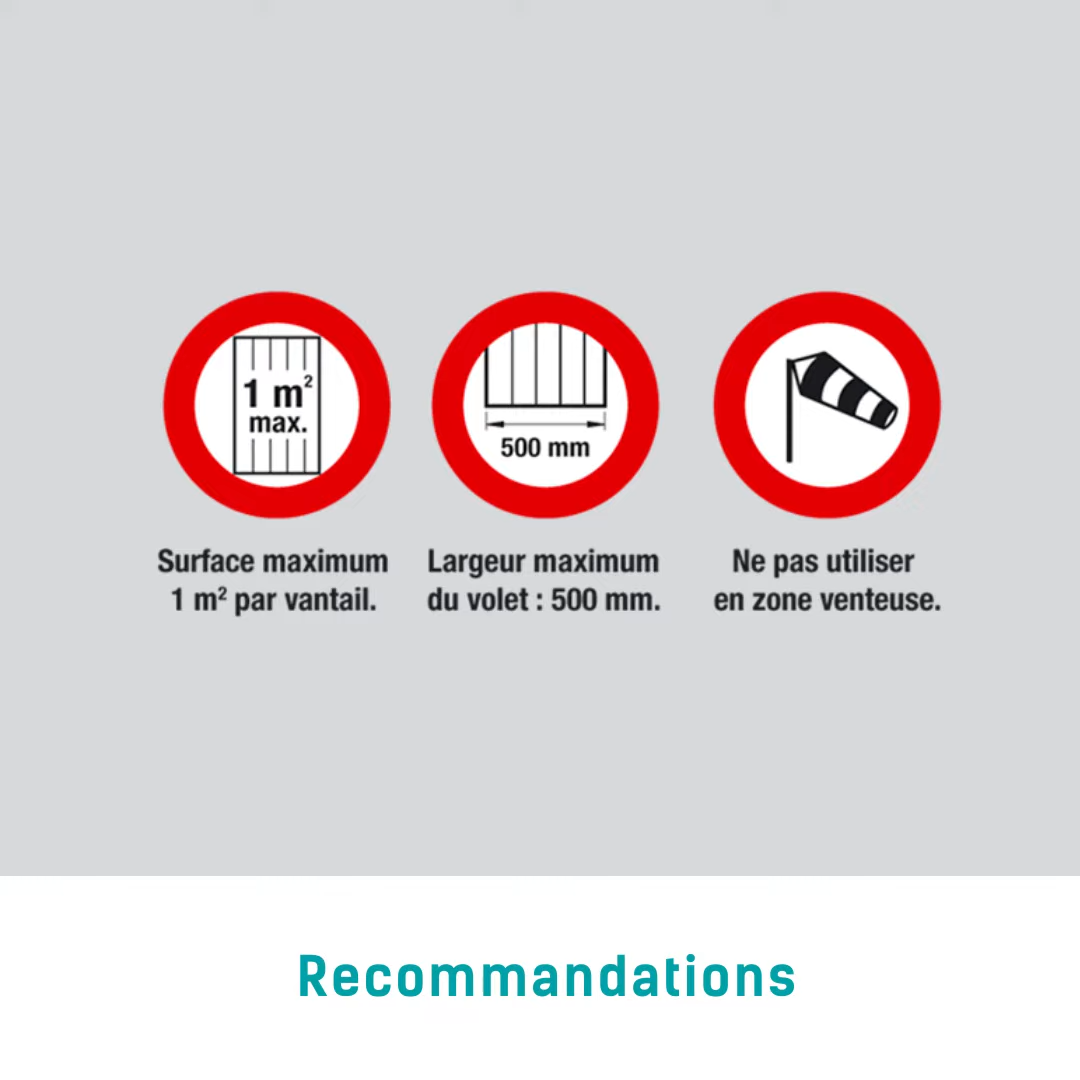 1 m²
max.
500 mm
Surface maximum
1 m² par vantail.
Largeur maximum
du volet : 500 mm.
Ne pas utiliser
en zone venteuse.
Recommandations